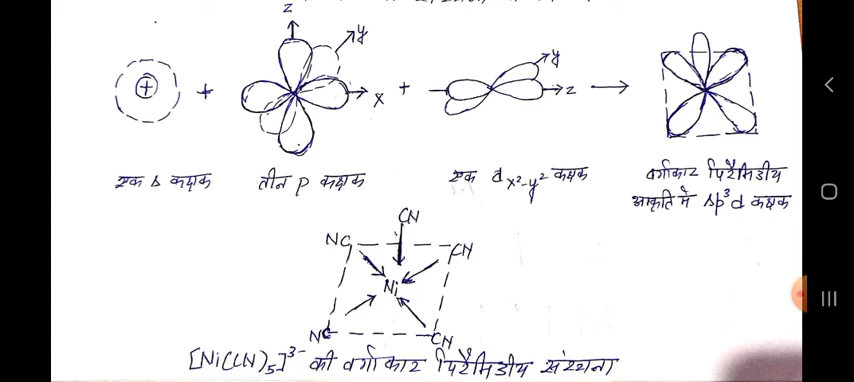 z
y
x
+
+
+
y
z
एक s कक्षक
तीन p कक्षक
एक d x²-y² कक्षक
वर्गाकार पिरैमिडीय
आकृति में sp³d कक्षक
CN
NC
CN
Ni
NC
CN
[Ni(CN)₅]³⁻ की वर्गाकार पिरैमिडीय संरचना